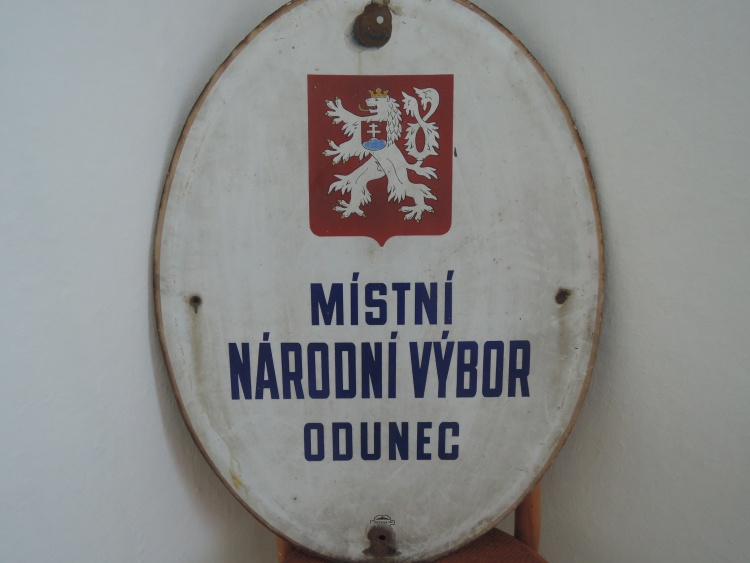 MÍSTNÍ
NÁRODNÍ VÝBOR
ODUNEC